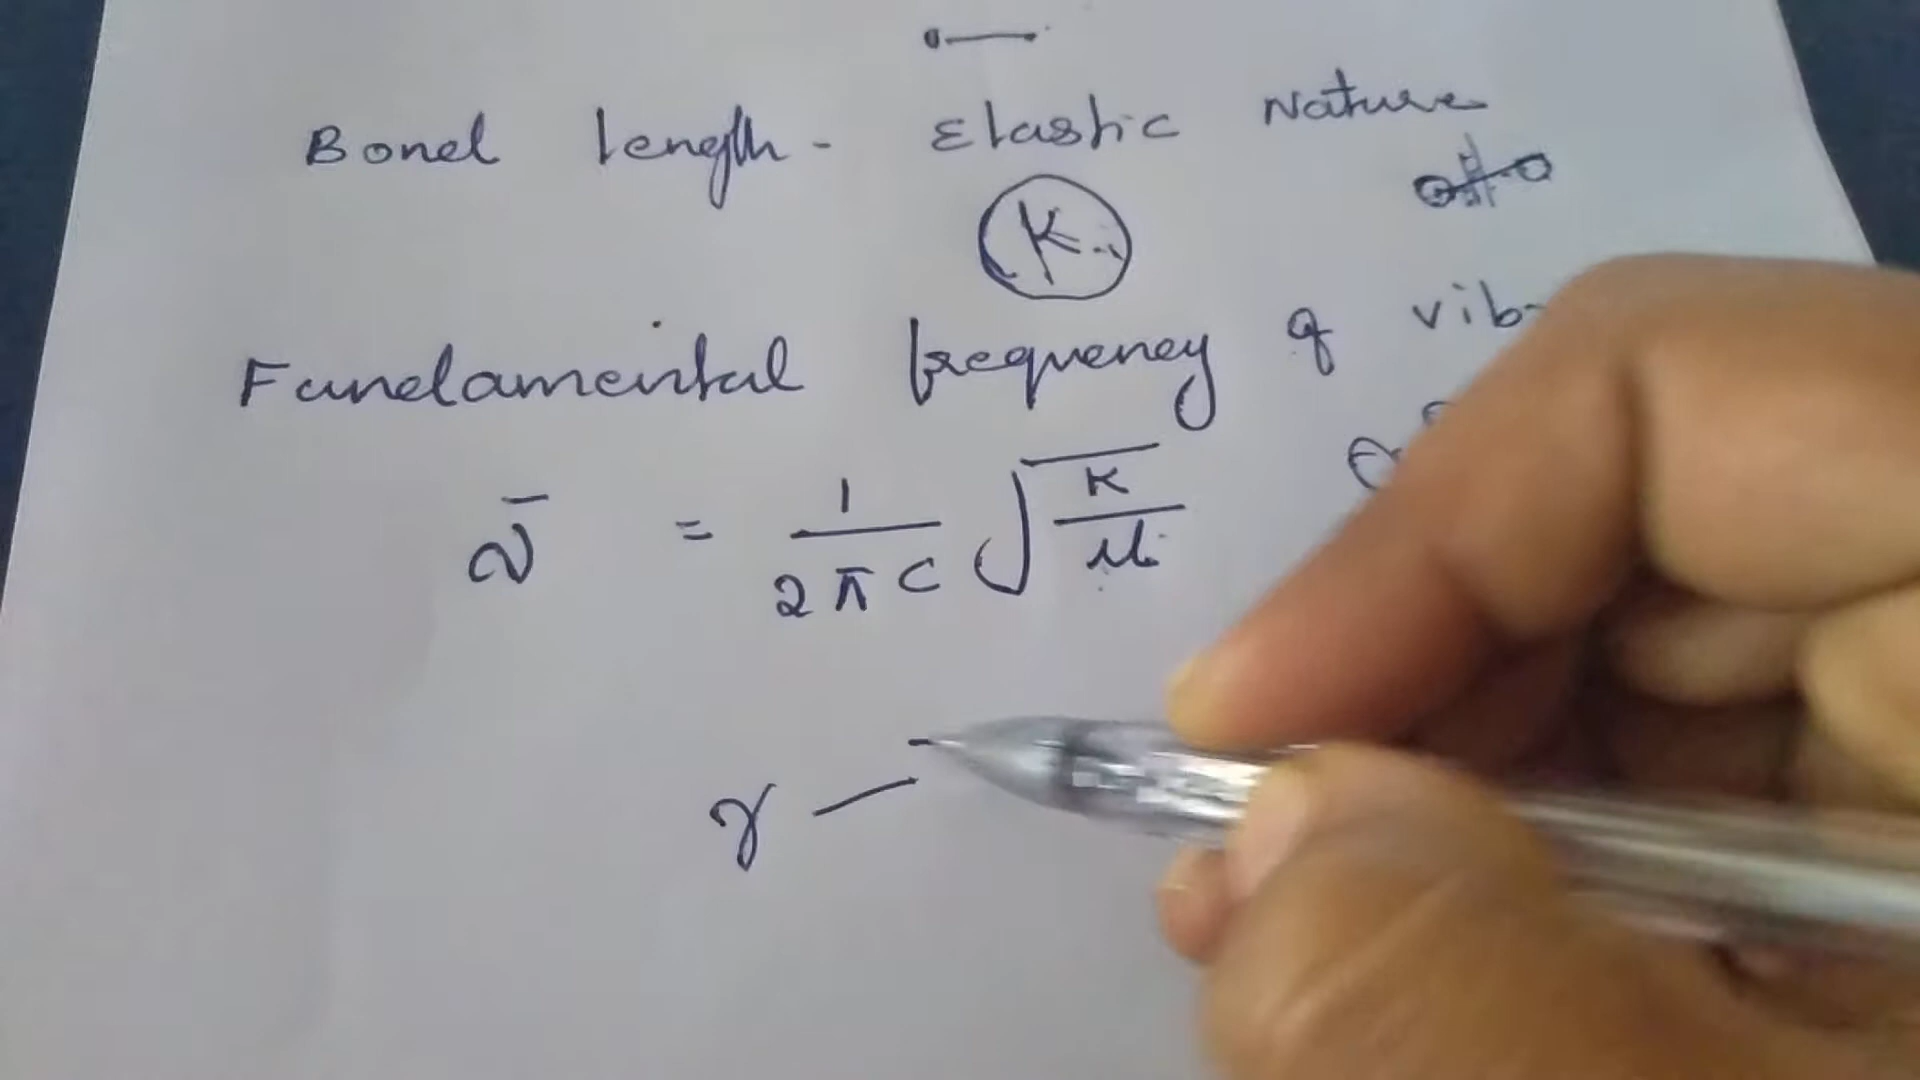 Bond length - Elastic Nature
K
Fundamental frequency of vib
ν̄ = 1/2πc √K/μ
γ —